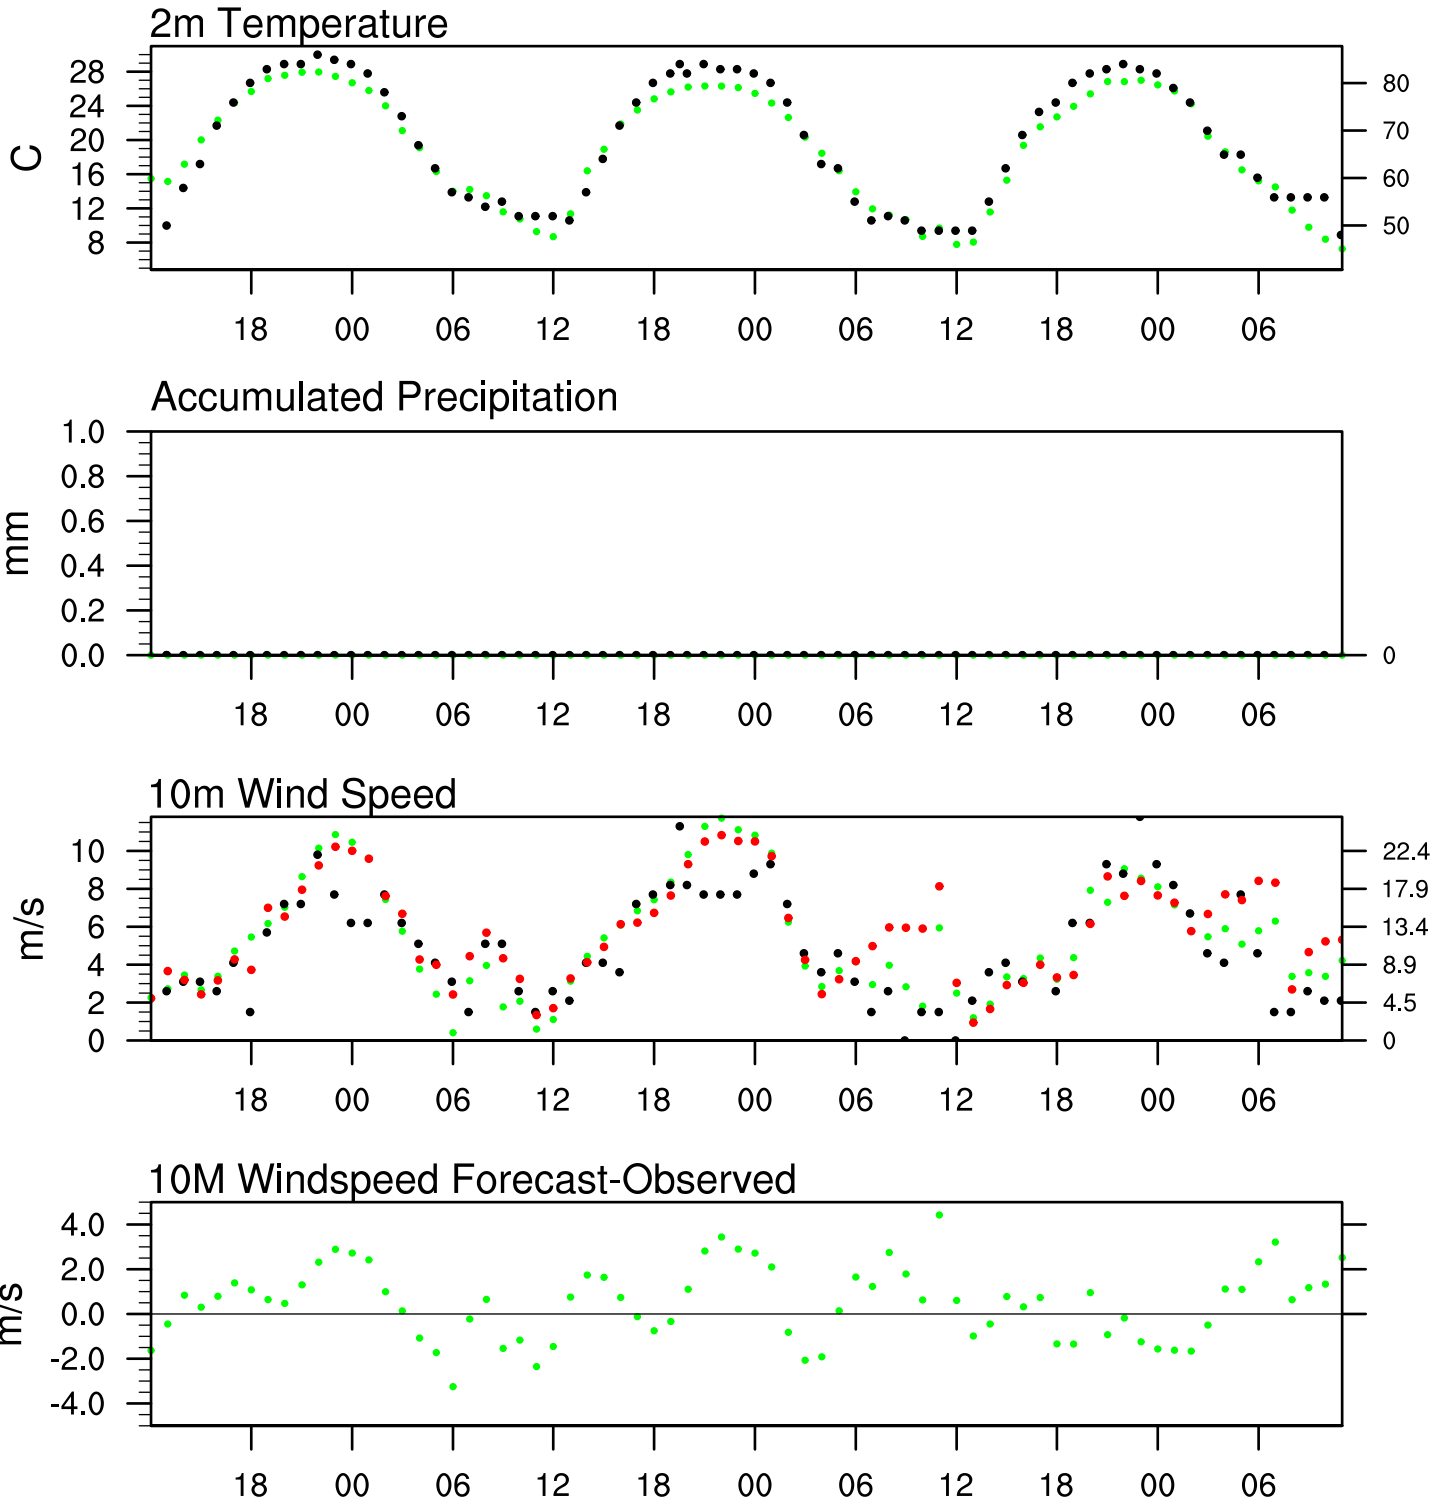 2m Temperature
C
28
24
20
16
12
8
80
70
60
50
18 00 06 12 18 00 06 12 18 00 06
Accumulated Precipitation
mm
1.0
0.8
0.6
0.4
0.2
0.0
0
18 00 06 12 18 00 06 12 18 00 06
10m Wind Speed
m/s
10
8
6
4
2
0
22.4
17.9
13.4
8.9
4.5
0
18 00 06 12 18 00 06 12 18 00 06
10M Windspeed Forecast-Observed
m/s
4.0
2.0
0.0
-2.0
-4.0
18 00 06 12 18 00 06 12 18 00 06